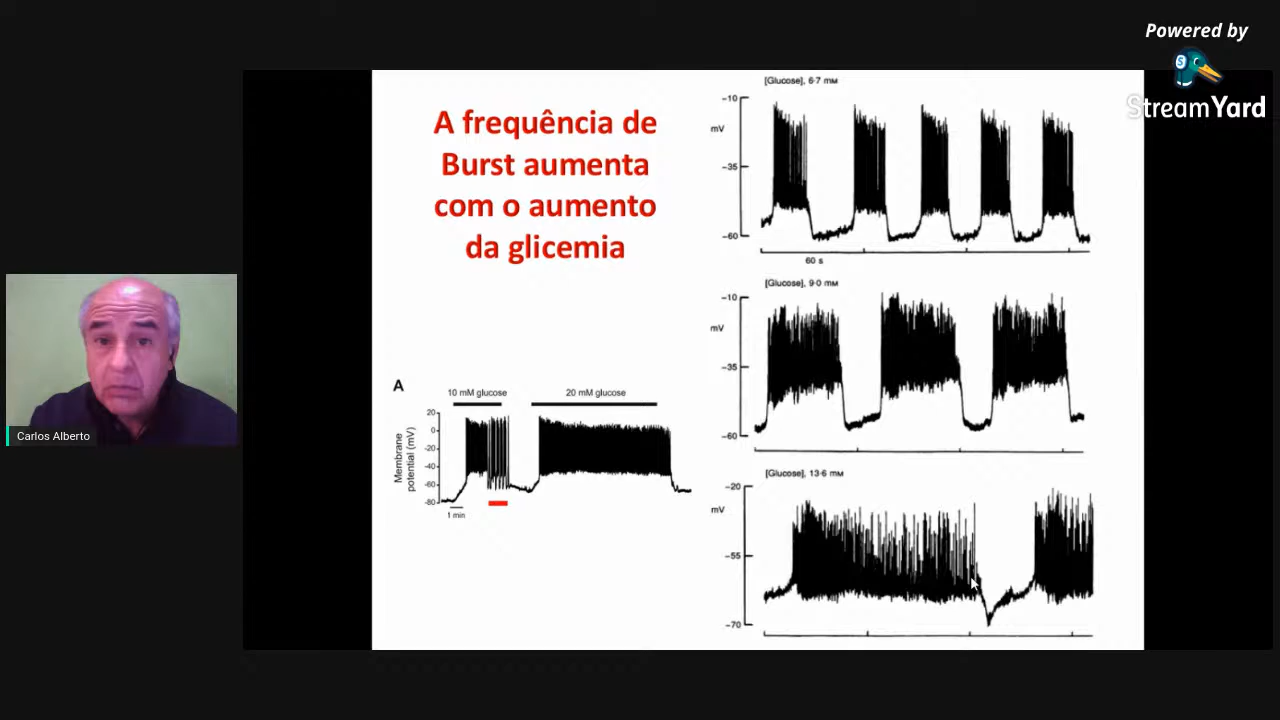 Powered by
StreamYard
A frequência de
Burst aumenta
com o aumento
da glicemia
[Glucose], 6·7 mM
-10
mV
-35
-60
60 s
[Glucose], 9·0 mM
-10
mV
-35
-60
[Glucose], 13·6 mM
-20
mV
-55
-70
A
10 mM glucose
20 mM glucose
Membrane
potential (mV)
20
0
-20
-40
-60
-80
1 min
Carlos Alberto